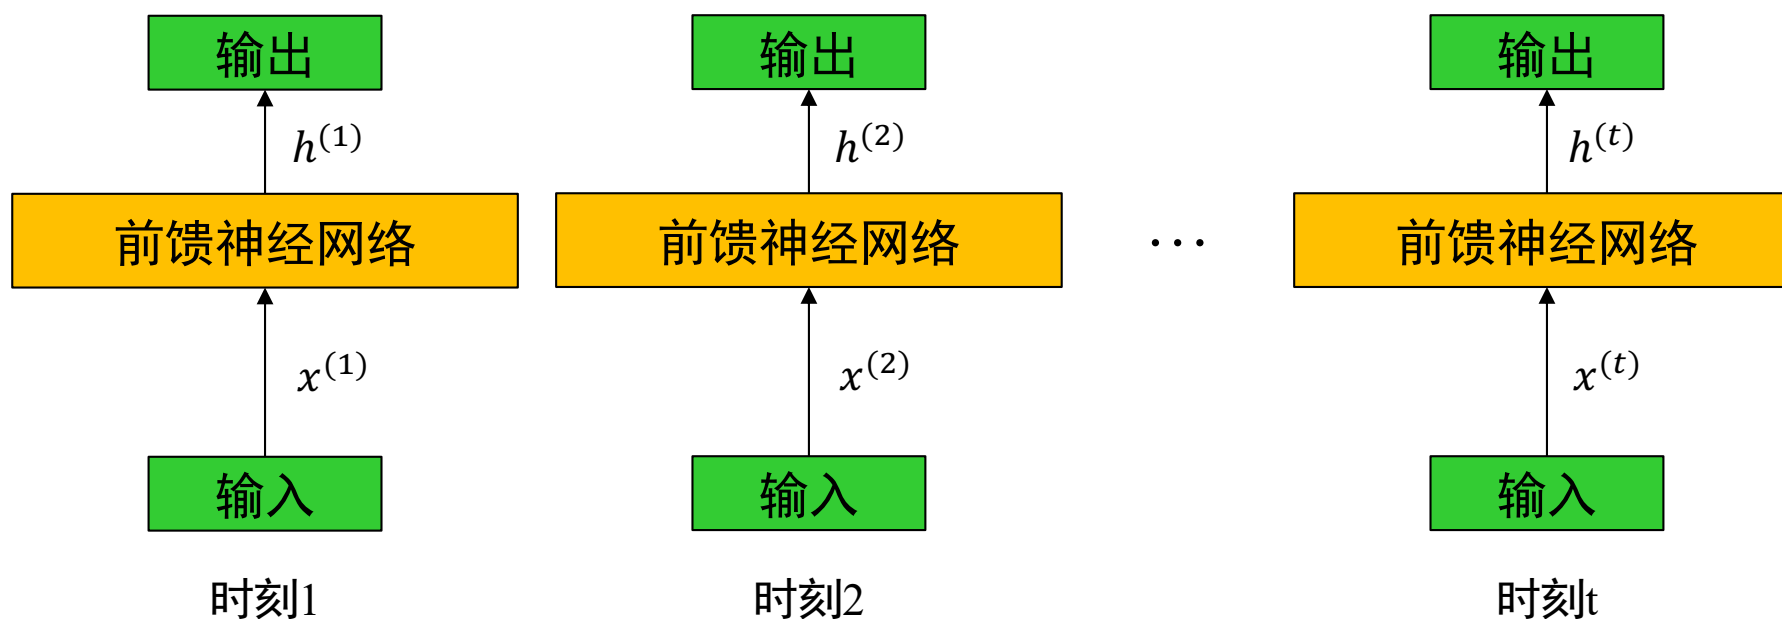 输出 输出 输出
h^{(1)} h^{(2)} h^{(t)}
前馈神经网络 前馈神经网络 ··· 前馈神经网络
x^{(1)} x^{(2)} x^{(t)}
输入 输入 输入
时刻1 时刻2 时刻t